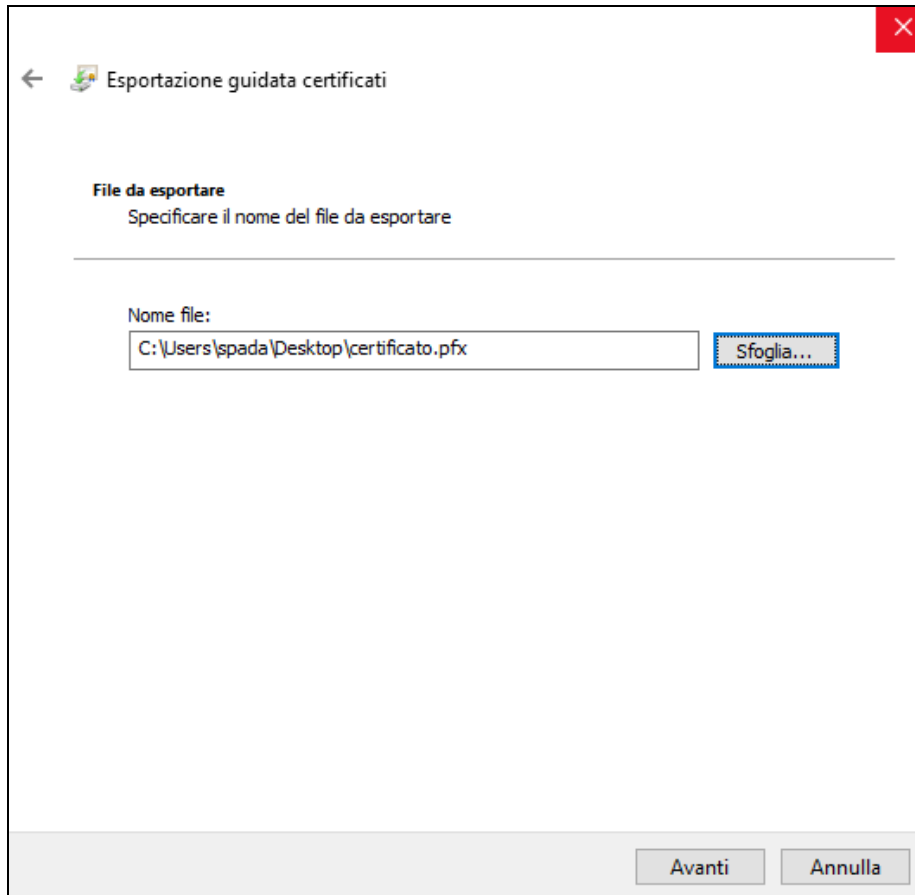 Esportazione guidata certificati
File da esportare
Specificare il nome del file da esportare
Nome file:
C:\Users\spada\Desktop\certificato.pfx
Sfoglia...
Avanti
Annulla